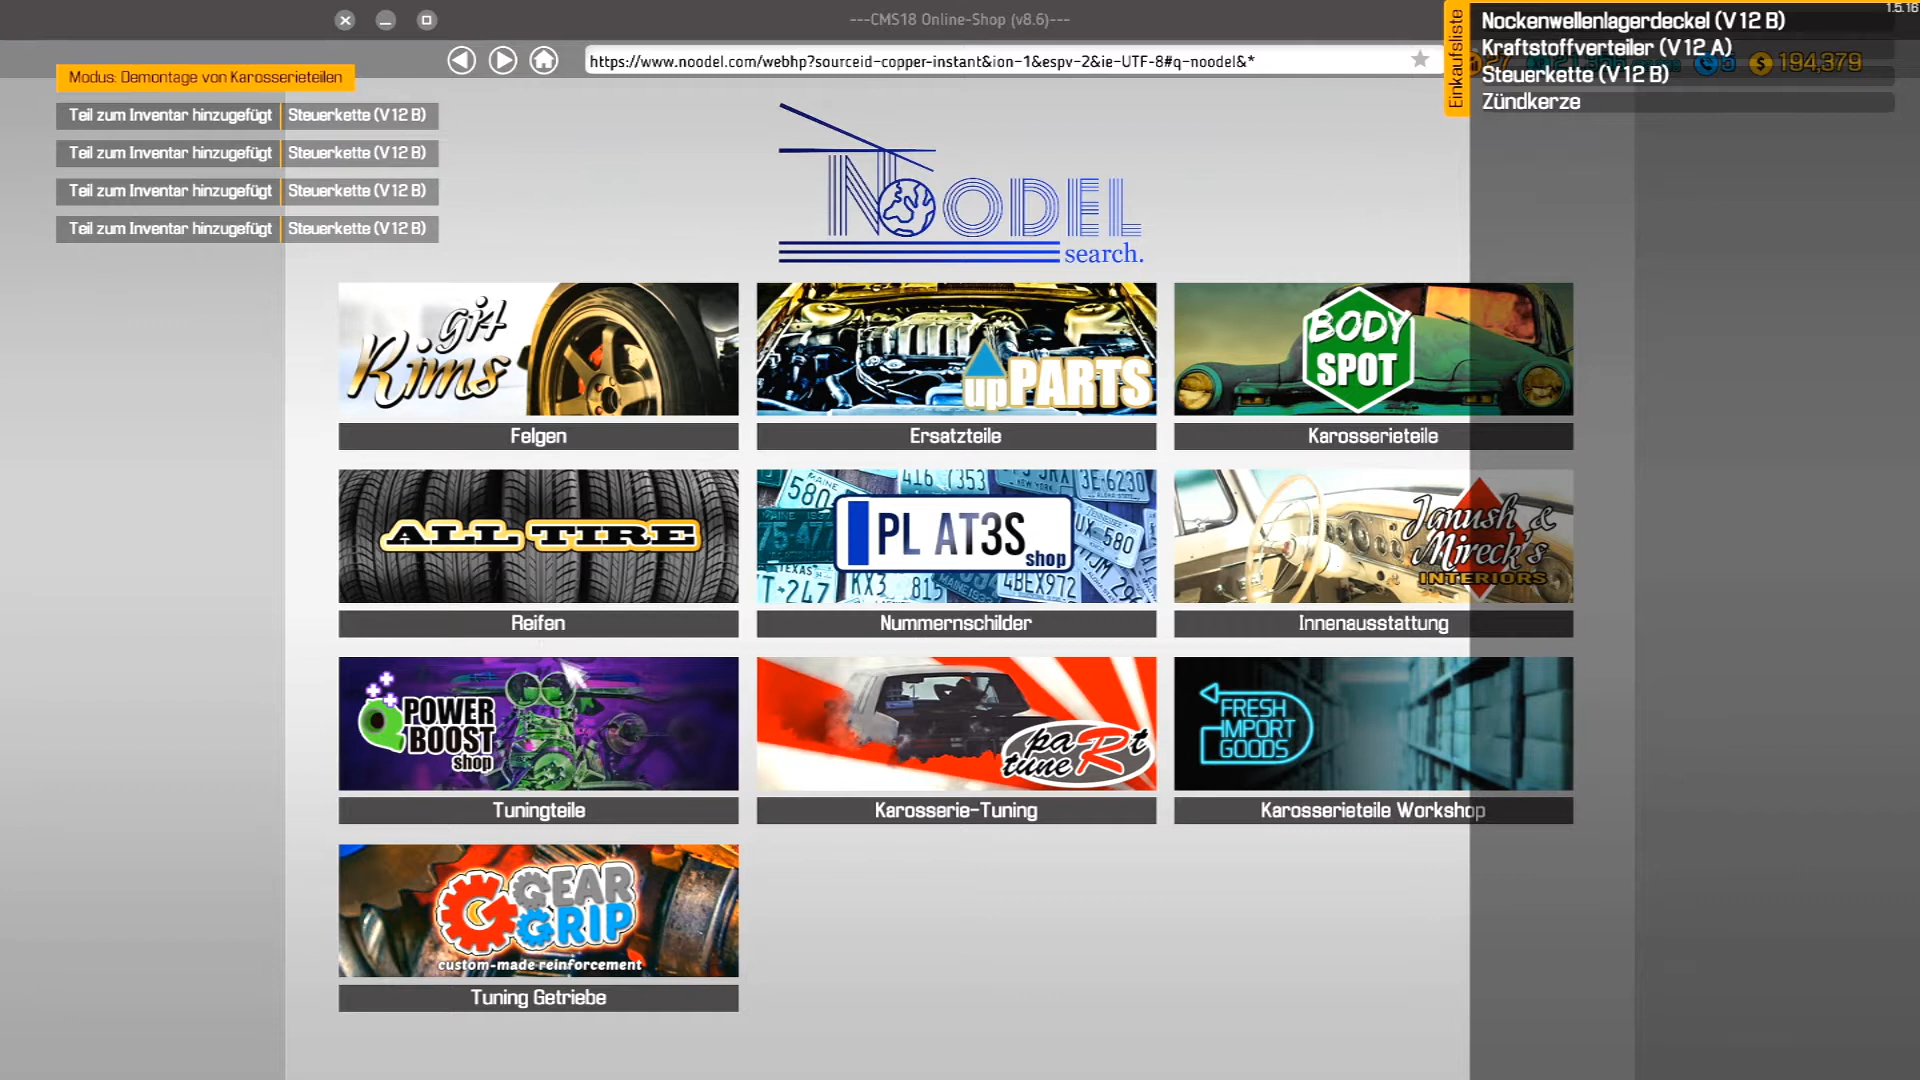 ---CMS18 Online-Shop (v8.6)---
1.5.16
https://www.noodel.com/webhp?sourceid-copper-instant&ion-1&espv-2&ie-UTF-8#q-noodel&*
Einkaufsliste
Nockenwellenlagerdeckel (V12 B)
Kraftstoffverteiler (V12 A)
Steuerkette (V12 B)
Zündkerze
194,379
Modus: Demontage von Karosserieteilen
Teil zum Inventar hinzugefügt Steuerkette (V12 B)
Teil zum Inventar hinzugefügt Steuerkette (V12 B)
Teil zum Inventar hinzugefügt Steuerkette (V12 B)
Teil zum Inventar hinzugefügt Steuerkette (V12 B)
NOODEL
search.
git
Rims
Felgen
upPARTS
Ersatzteile
BODY
SPOT
Karosserieteile
ALL TIRE
Reifen
PL AT3S
shop
Nummernschilder
Janush &
Mireck's
INTERIORS
Innenausstattung
POWER
BOOST
shop
Tuningteile
paRt
tune
Karosserie-Tuning
FRESH
IMPORT
GOODS
Karosserieteile Workshop
GEAR
GRIP
custom-made reinforcement
Tuning Getriebe